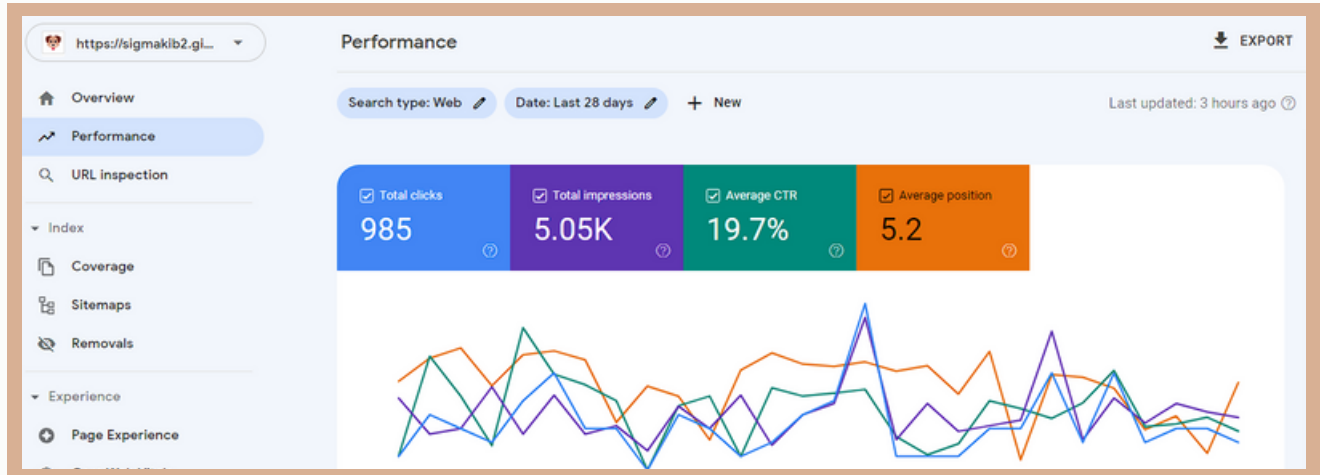 https://sigmakib2.gi...
Performance
EXPORT
Overview
Performance
URL inspection
Index
Coverage
Sitemaps
Removals
Experience
Page Experience
Search type: Web
Date: Last 28 days
+ New
Last updated: 3 hours ago
Total clicks
985
Total impressions
5.05K
Average CTR
19.7%
Average position
5.2